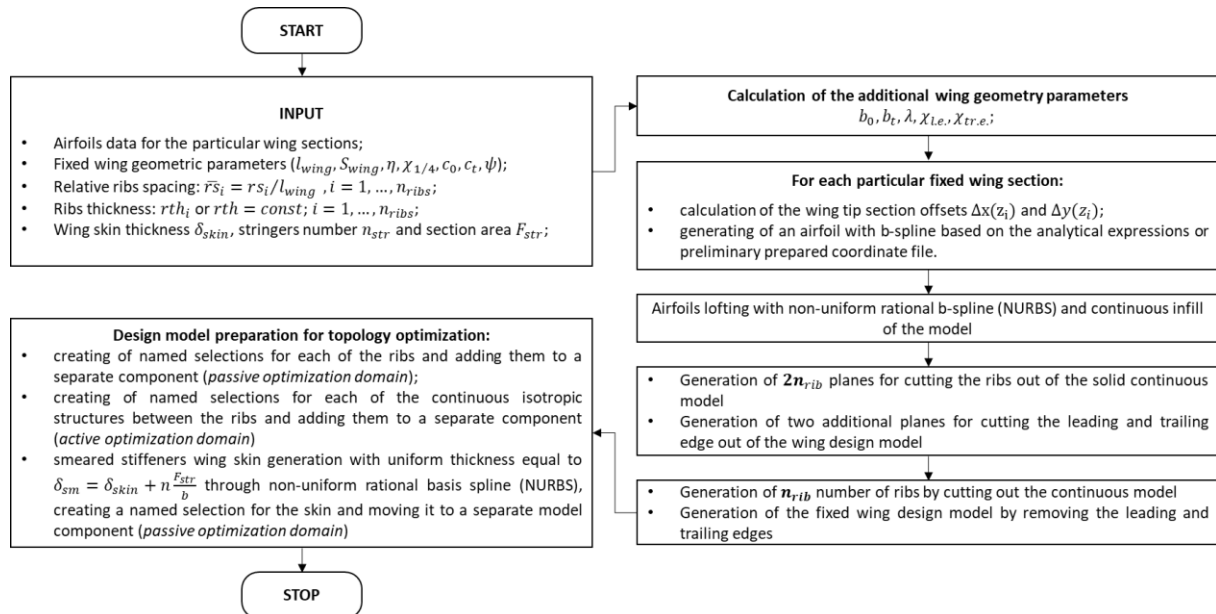 START
INPUT
• Airfoils data for the particular wing sections;
• Fixed wing geometric parameters (l_wing, S_wing, η, χ_1/4, c_0, c_t, ψ);
• Relative ribs spacing: r̄s_i = rs_i/l_wing , i = 1, …, n_ribs;
• Ribs thickness: rth_i or rth = const; i = 1, …, n_ribs;
• Wing skin thickness δ_skin, stringers number n_str and section area F_str;
Calculation of the additional wing geometry parameters
b_0, b_t, λ, χ_l.e., χ_tr.e.;
For each particular fixed wing section:
• calculation of the wing tip section offsets Δx(z_i) and Δy(z_i);
• generating of an airfoil with b-spline based on the analytical expressions or
preliminary prepared coordinate file.
Airfoils lofting with non-uniform rational b-spline (NURBS) and continuous infill
of the model
• Generation of 2n_rib planes for cutting the ribs out of the solid continuous
model
• Generation of two additional planes for cutting the leading and trailing
edge out of the wing design model
• Generation of n_rib number of ribs by cutting out the continuous model
• Generation of the fixed wing design model by removing the leading and
trailing edges
Design model preparation for topology optimization:
• creating of named selections for each of the ribs and adding them to a
separate component (passive optimization domain);
• creating of named selections for each of the continuous isotropic
structures between the ribs and adding them to a separate component
(active optimization domain)
• smeared stiffeners wing skin generation with uniform thickness equal to
δ_sm = δ_skin + n F_str/b through non-uniform rational basis spline (NURBS),
creating a named selection for the skin and moving it to a separate model
component (passive optimization domain)
STOP